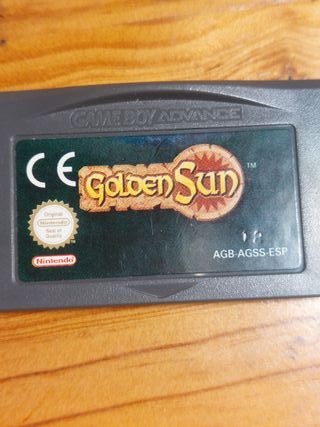 GAME BOY ADVANCE
CE
Golden Sun
TM
Original
Nintendo
Seal of
Quality
Nintendo
AGB-AGSS-ESP